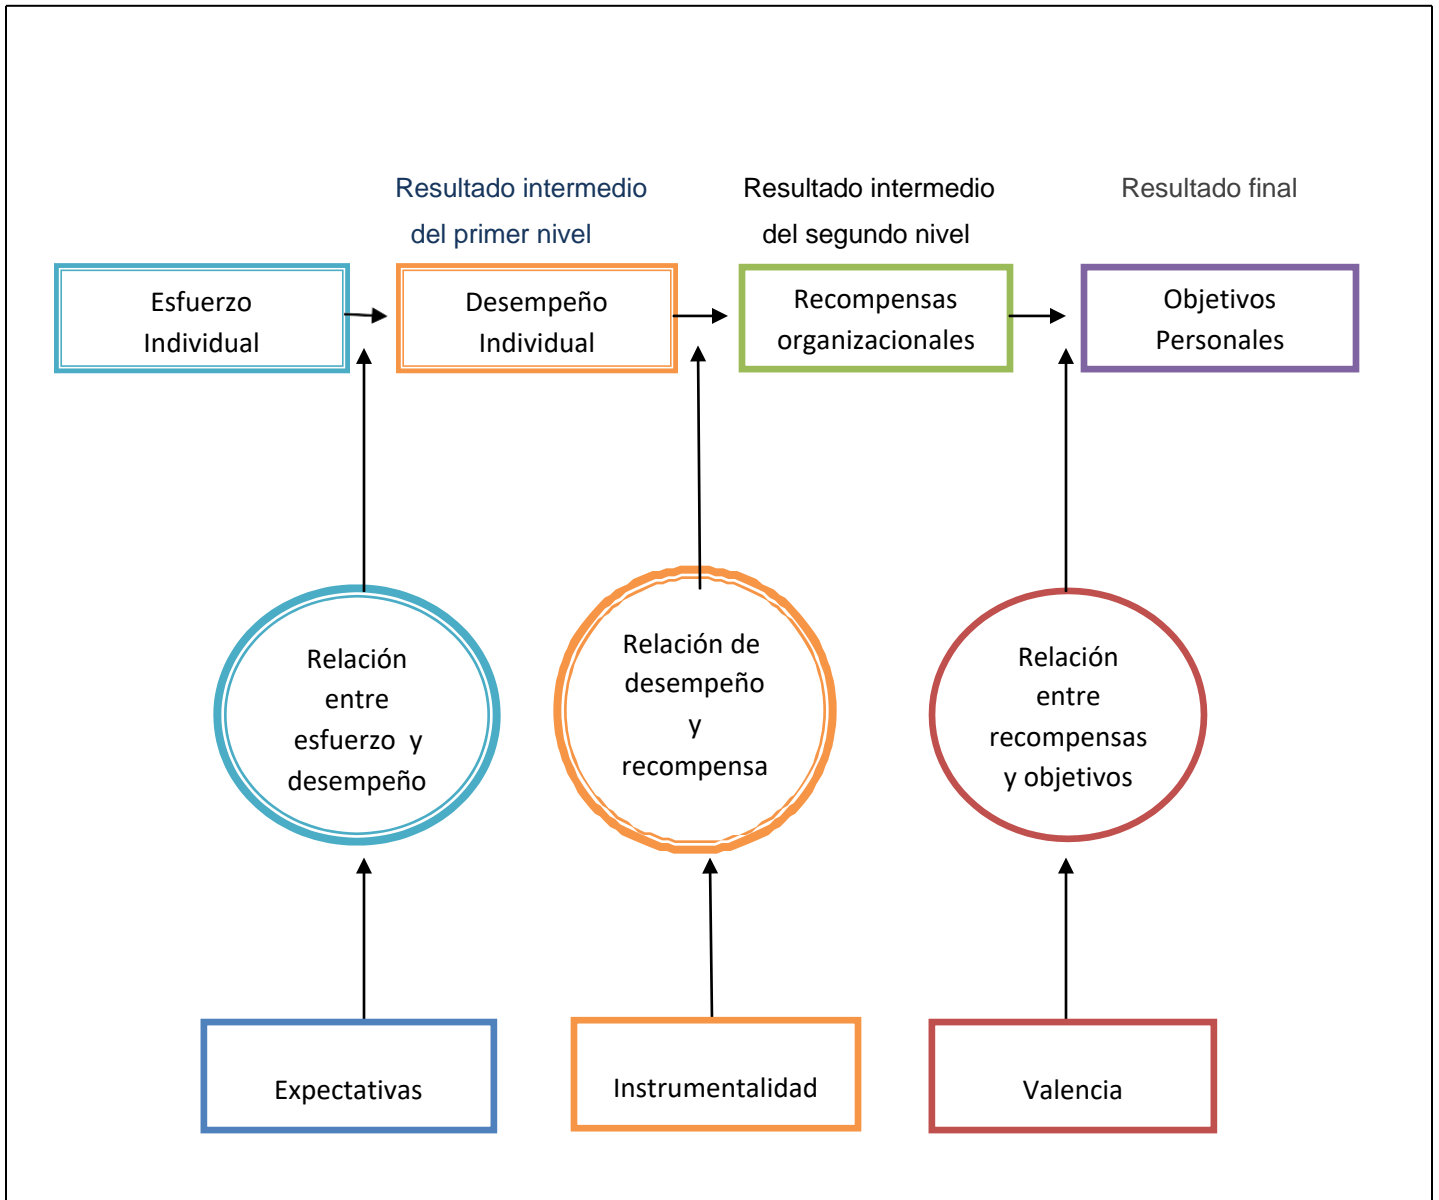 Resultado intermedio
del primer nivel
Resultado intermedio
del segundo nivel
Resultado final
Esfuerzo
Individual
Desempeño
Individual
Recompensas
organizacionales
Objetivos
Personales
Relación
entre
esfuerzo y
desempeño
Relación de
desempeño
y
recompensa
Relación
entre
recompensas
y objetivos
Expectativas
Instrumentalidad
Valencia